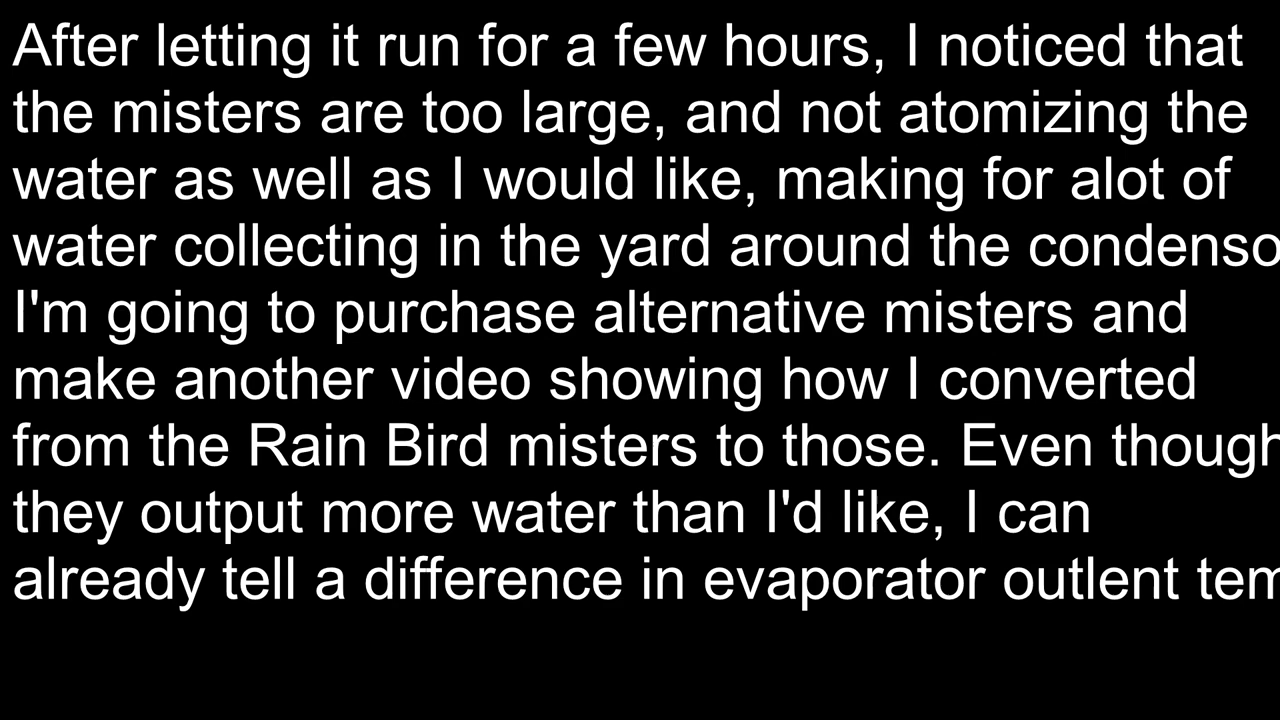 After letting it run for a few hours, I noticed that
the misters are too large, and not atomizing the
water as well as I would like, making for alot of
water collecting in the yard around the condenso
I'm going to purchase alternative misters and
make another video showing how I converted
from the Rain Bird misters to those. Even though
they output more water than I'd like, I can
already tell a difference in evaporator outlent tem